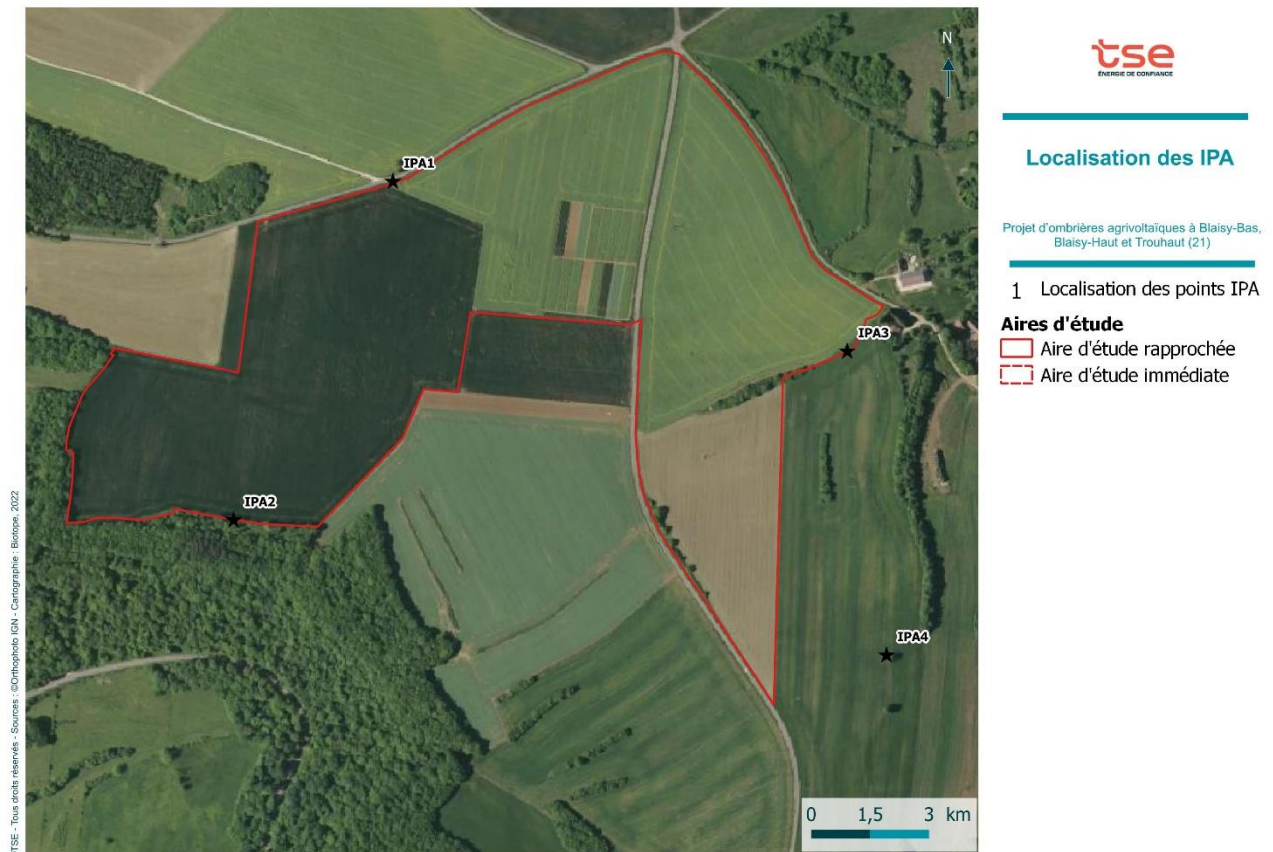 N
IPA1
IPA3
IPA2
IPA4
0 1,5 3 km
TSE - Tous droits réservés - Sources : ©Orthophoto IGN - Cartographie : Biotope, 2022
tse
ÉNERGIE DE CONFIANCE
Localisation des IPA
Projet d'ombrières agrivoltaïques à Blaisy-Bas,
Blaisy-Haut et Trouhaut (21)
1 Localisation des points IPA
Aires d'étude
Aire d'étude rapprochée
Aire d'étude immédiate